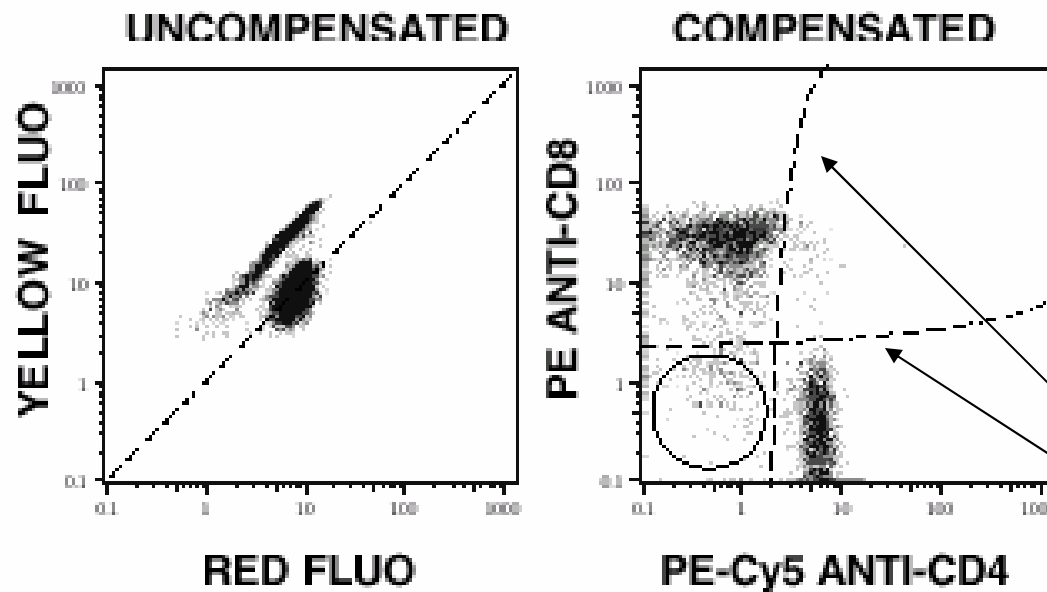 UNCOMPENSATED
COMPENSATED
YELLOW FLUO
1000
100
10
1
0.1
0.1 1 10 100 1000
RED FLUO
PE ANTI-CD8
1000
100
10
1
0.1
0.1 1 10 100
PE-Cy5 ANTI-CD4